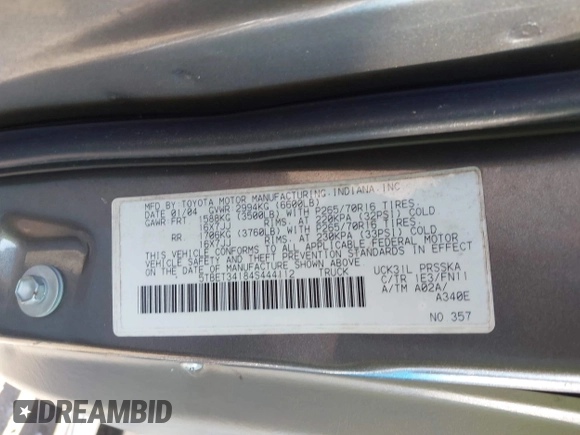 MFD BY TOYOTA MOTOR MANUFACTURING, INDIANA, INC
DATE 01/04 GVWR 2994KG (6600LB)
GAWR FRT 1588KG (3500LB) WITH P265/70R16 TIRES.
16X7JJ RIMS, AT 220KPA (32PSI) COLD
RR 1706KG (3760LB) WITH P265/70R16 TIRES.
16X7JJ RIMS, AT 220KPA (32PSI) COLD
THIS VEHICLE CONFORMS TO ALL APPLICABLE FEDERAL MOTOR
VEHICLE SAFETY AND THEFT PREVENTION STANDARDS IN EFFECT
ON DATE OF MANUFACTURE SHOWN ABOVE
5TBET34184S444112 TRUCK
UCK31L PRSSKA
C/TR 1E3/FN11
A/TM A02A/
A340E
NO 357
DREAMBID